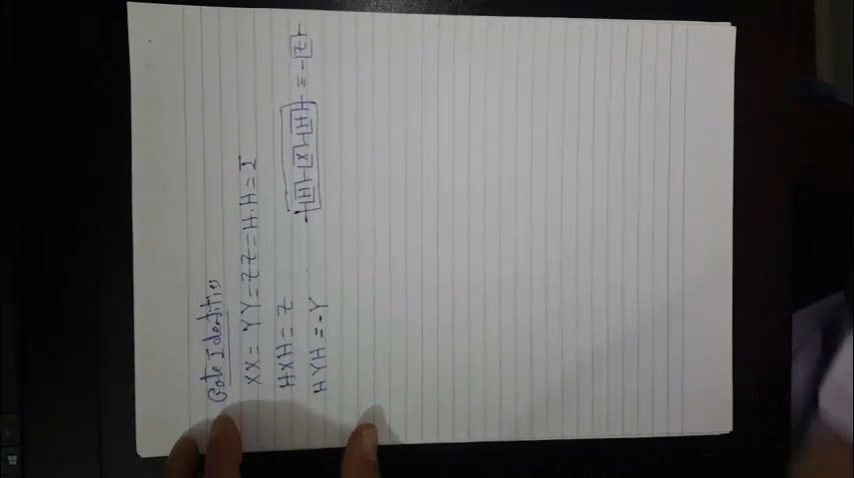 Gate Identities
XX = YY = ZZ = H.H = I
HXH = Z -[H]-[X]-[H]- = -[Z]-
HYH = -Y